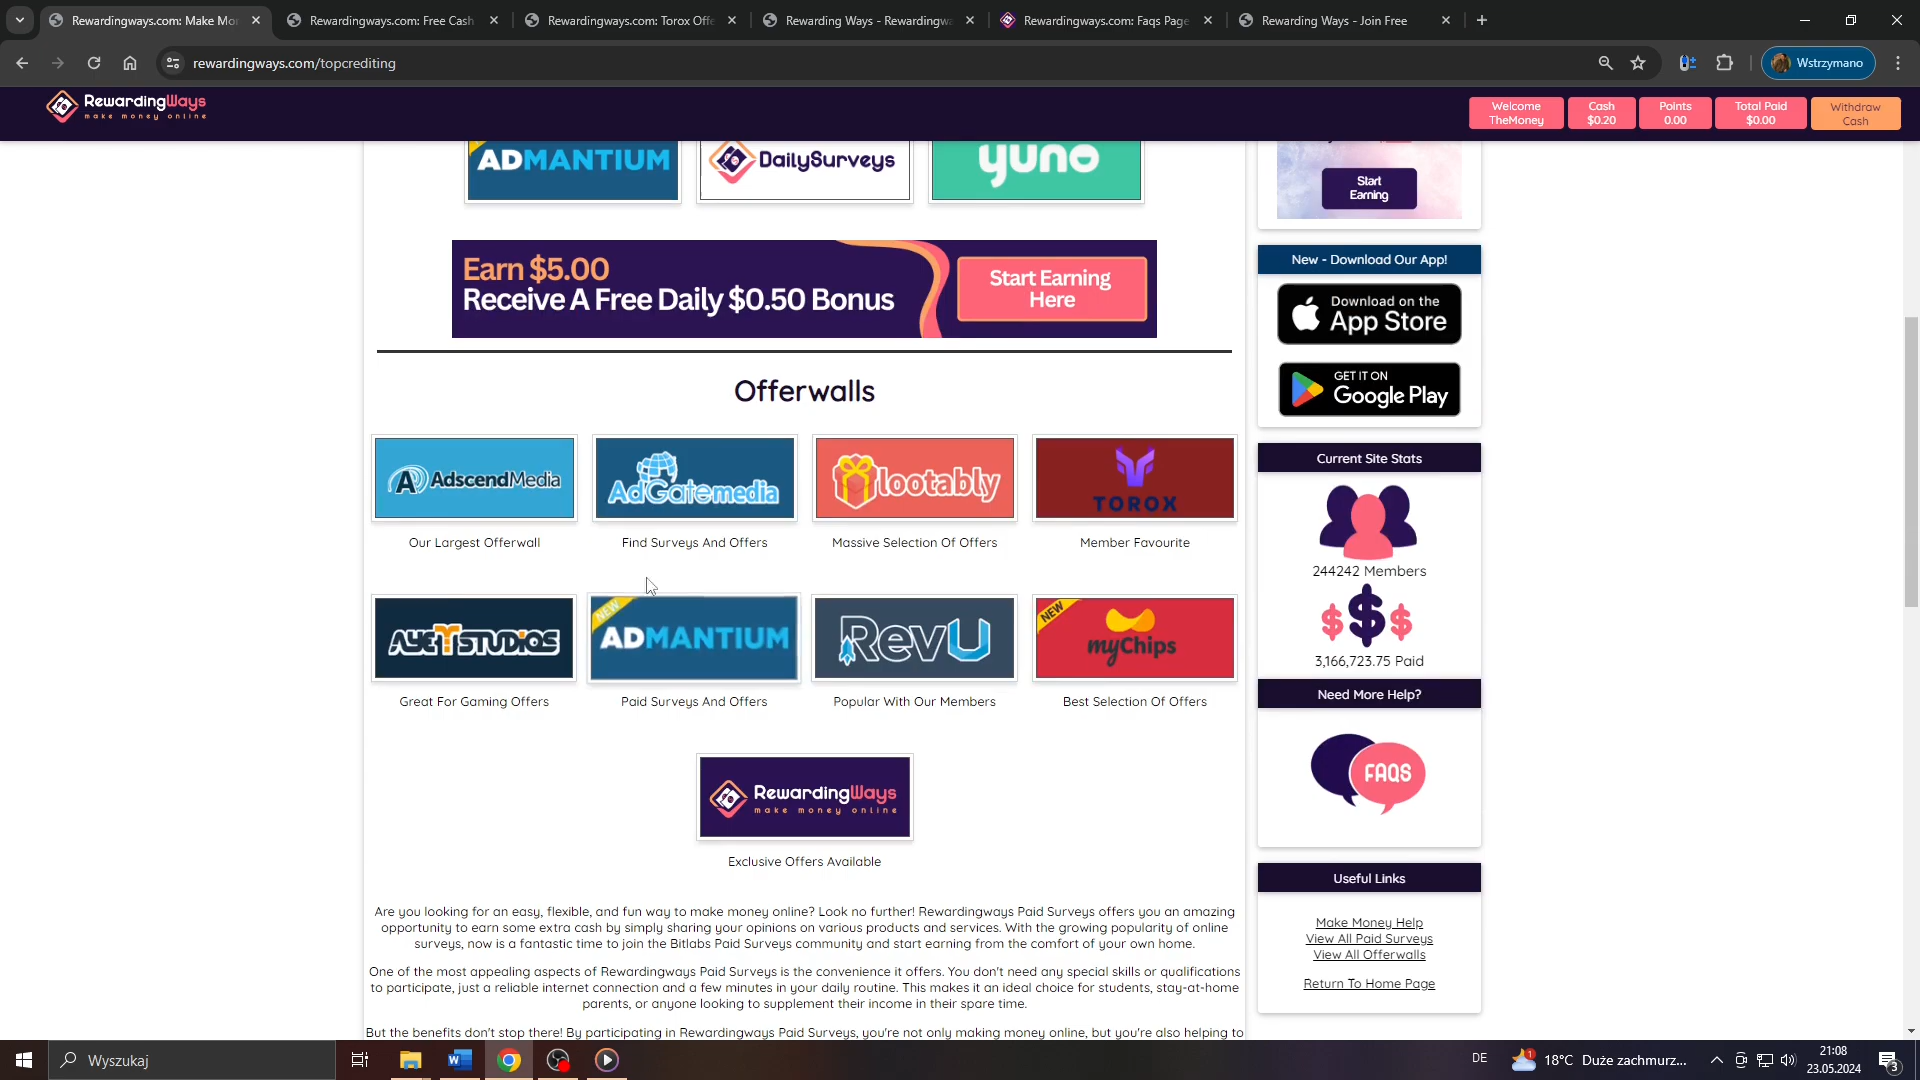 Rewardingways.com: Make Mo
Rewardingways.com: Free Cash
Rewardingways.com: Torox Offe
Rewarding Ways - Rewardingwa
Rewardingways.com: Faqs Page
Rewarding Ways - Join Free
rewardingways.com/topcrediting
Wstrzymano
RewardingWays
make money online
Welcome
TheMoney
Cash
$0.20
Points
0.00
Total Paid
$0.00
Withdraw
Cash
ADMANTIUM
DailySurveys
yuno
Earn $5.00
Receive A Free Daily $0.50 Bonus
Start Earning
Here
Offerwalls
AdscendMedia
AdGatemedia
lootably
TOROX
Our Largest Offerwall
Find Surveys And Offers
Massive Selection Of Offers
Member Favourite
AYETSTUDIOS
NEW
ADMANTIUM
RevU
NEW
myChips
Great For Gaming Offers
Paid Surveys And Offers
Popular With Our Members
Best Selection Of Offers
RewardingWays
make money online
Exclusive Offers Available
Are you looking for an easy, flexible, and fun way to make money online? Look no further! Rewardingways Paid Surveys offers you an amazing
opportunity to earn some extra cash by simply sharing your opinions on various products and services. With the growing popularity of online
surveys, now is a fantastic time to join the Bitlabs Paid Surveys community and start earning from the comfort of your own home.
One of the most appealing aspects of Rewardingways Paid Surveys is the convenience it offers. You don't need any special skills or qualifications
to participate, just a reliable internet connection and a few minutes in your daily routine. This makes it an ideal choice for students, stay-at-home
parents, or anyone looking to supplement their income in their spare time.
But the benefits don't stop there! By participating in Rewardingways Paid Surveys, you're not only making money online, but you're also helping to
Start
Earning
New - Download Our App!
Download on the
App Store
GET IT ON
Google Play
Current Site Stats
244242 Members
3,166,723.75 Paid
Need More Help?
FAQS
Useful Links
Make Money Help
View All Paid Surveys
View All Offerwalls
Return To Home Page
Wyszukaj
DE
1
18°C Duże zachmurz...
21:08
23.05.2024
3